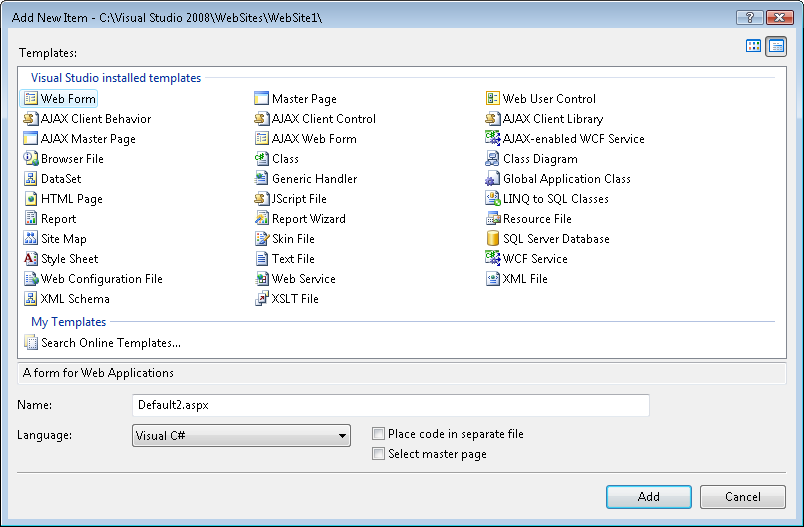 Add New Item - C:\Visual Studio 2008\WebSites\WebSite1\
Templates:
Visual Studio installed templates
Web Form Master Page Web User Control
AJAX Client Behavior AJAX Client Control AJAX Client Library
AJAX Master Page AJAX Web Form AJAX-enabled WCF Service
Browser File Class Class Diagram
DataSet Generic Handler Global Application Class
HTML Page JScript File LINQ to SQL Classes
Report Report Wizard Resource File
Site Map Skin File SQL Server Database
Style Sheet Text File WCF Service
Web Configuration File Web Service XML File
XML Schema XSLT File
My Templates
Search Online Templates...
A form for Web Applications
Name: Default2.aspx
Language: Visual C# Place code in separate file
Select master page
Add Cancel